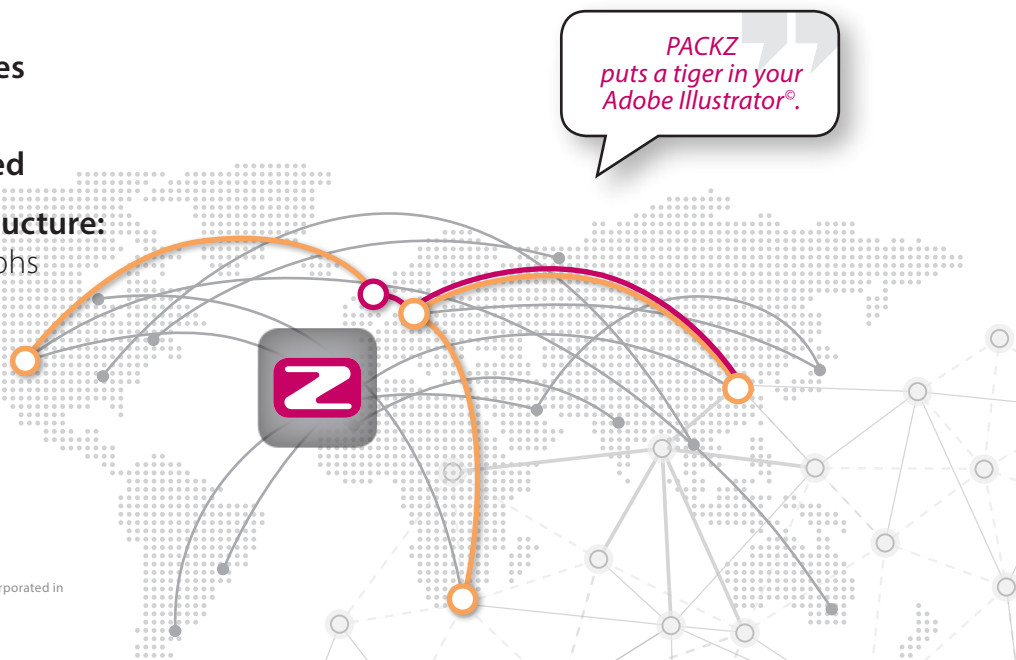 es
PACKZ
puts a tiger in your
Adobe Illustrator©.
ed
ucture:
phs
Z
rporated in